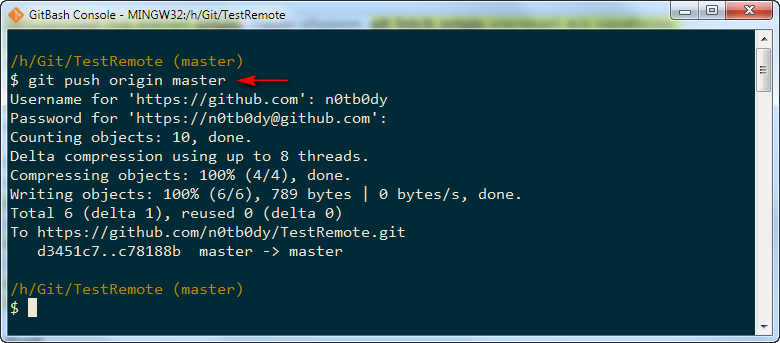 GitBash Console - MINGW32:/h/Git/TestRemote
/h/Git/TestRemote (master)
$ git push origin master
Username for 'https://github.com': n0tb0dy
Password for 'https://n0tb0dy@github.com':
Counting objects: 10, done.
Delta compression using up to 8 threads.
Compressing objects: 100% (4/4), done.
Writing objects: 100% (6/6), 789 bytes | 0 bytes/s, done.
Total 6 (delta 1), reused 0 (delta 0)
To https://github.com/n0tb0dy/TestRemote.git
   d3451c7..c78188b  master -> master
/h/Git/TestRemote (master)
$